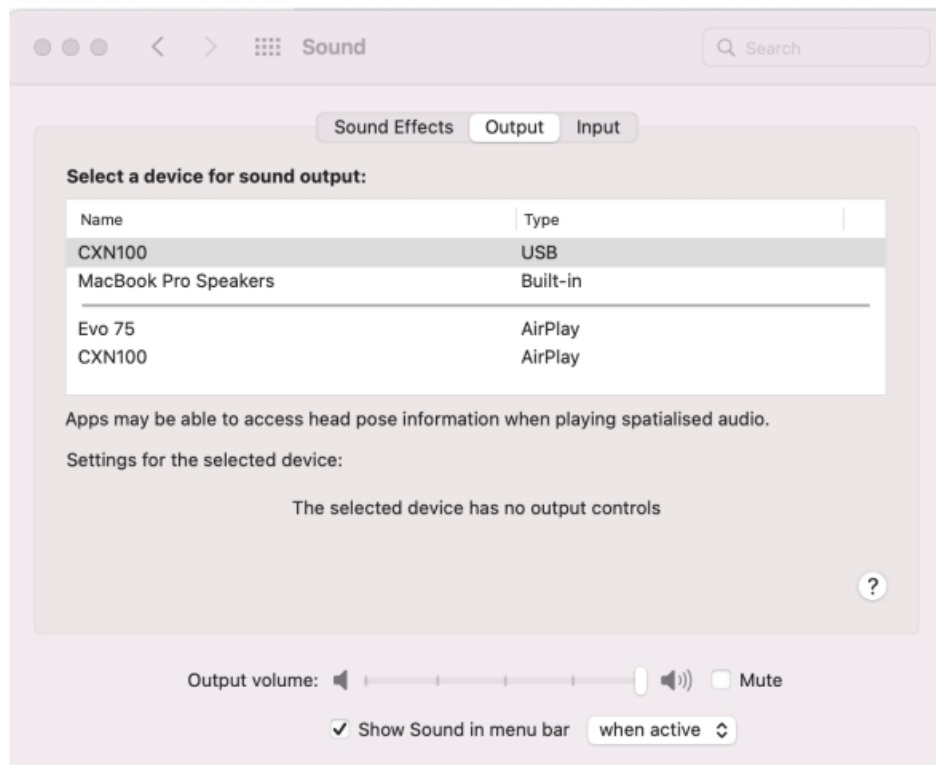 Sound
Search
Sound Effects Output Input
Select a device for sound output:
Name Type
CXN100 USB
MacBook Pro Speakers Built-in
Evo 75 AirPlay
CXN100 AirPlay
Apps may be able to access head pose information when playing spatialised audio.
Settings for the selected device:
The selected device has no output controls
?
Output volume: Mute
Show Sound in menu bar when active